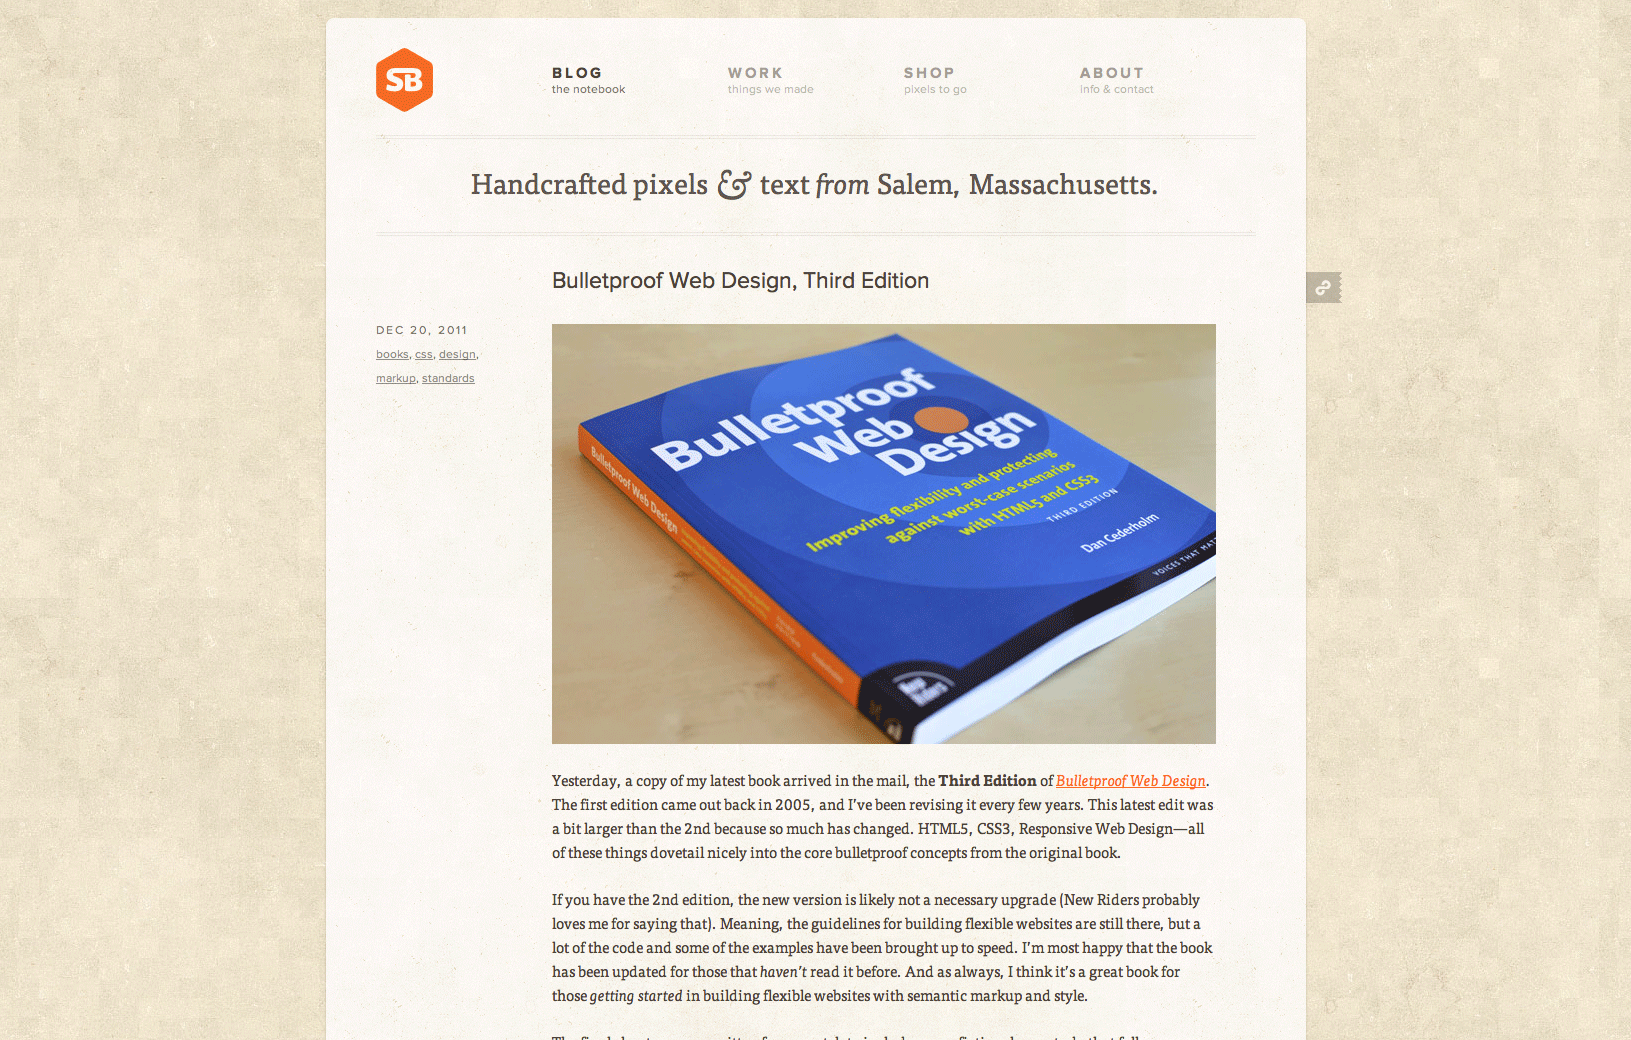 SB
BLOG
the notebook
WORK
things we made
SHOP
pixels to go
ABOUT
info & contact
Handcrafted pixels & text from Salem, Massachusetts.
Bulletproof Web Design, Third Edition
DEC 20, 2011
books, css, design,
markup, standards
Bulletproof
Web
Design
Improving flexibility and protecting
against worst-case scenarios
with HTML5 and CSS3
THIRD EDITION
Dan Cederholm
VOICES THAT
Bulletproof Web Design
New
Riders
Yesterday, a copy of my latest book arrived in the mail, the Third Edition of Bulletproof Web Design.
The first edition came out back in 2005, and I’ve been revising it every few years. This latest edit was
a bit larger than the 2nd because so much has changed. HTML5, CSS3, Responsive Web Design—all
of these things dovetail nicely into the core bulletproof concepts from the original book.
If you have the 2nd edition, the new version is likely not a necessary upgrade (New Riders probably
loves me for saying that). Meaning, the guidelines for building flexible websites are still there, but a
lot of the code and some of the examples have been brought up to speed. I’m most happy that the book
has been updated for those that haven’t read it before. And as always, I think it’s a great book for
those getting started in building flexible websites with semantic markup and style.